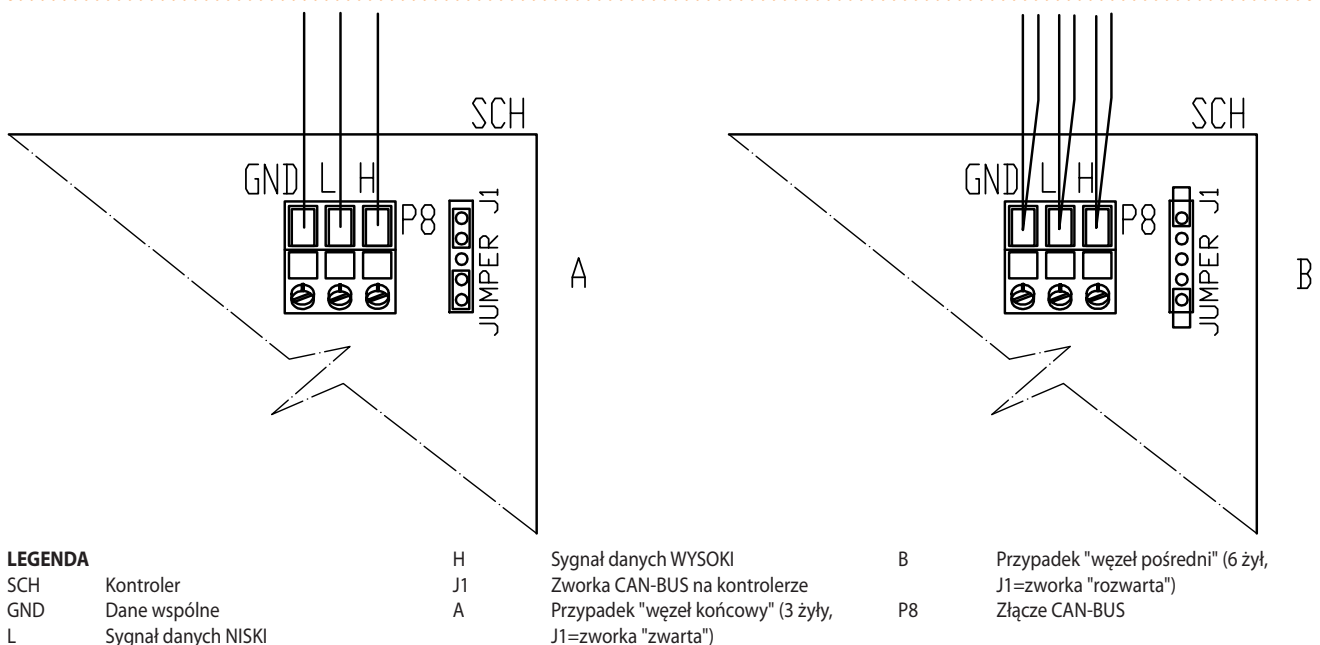 SCH
GND L H
P8
JUMPER J1
A
SCH
GND L H
P8
JUMPER J1
B
LEGENDA
SCH Kontroler
GND Dane wspólne
L Sygnał danych NISKI
H Sygnał danych WYSOKI
J1 Zworka CAN-BUS na kontrolerze
A Przypadek "węzeł końcowy" (3 żyły,
J1=zworka "zwarta")
B Przypadek "węzeł pośredni" (6 żył,
J1=zworka "rozwarta")
P8 Złącze CAN-BUS